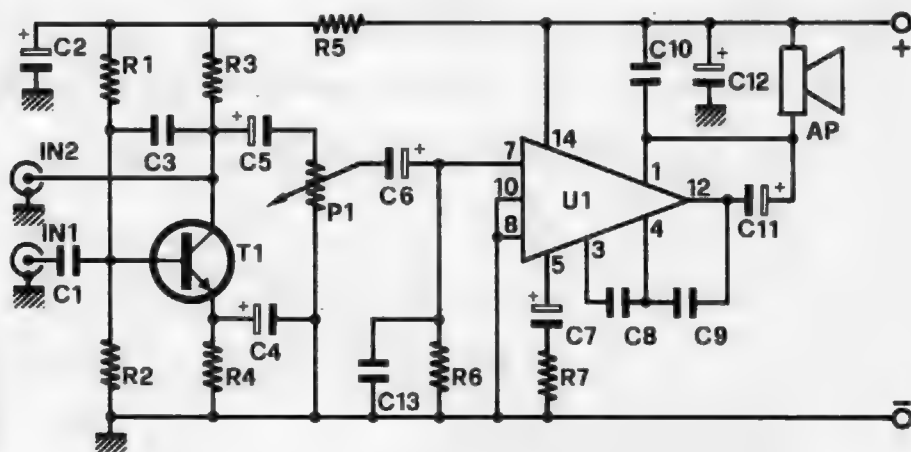 +
C2
R1
R3
R5
C10
+
C12
+
AP
14
IN2
C3
+
C5
P1
C6
+
7
10
8
U1
1
12
C11
+
IN1
C1
T1
3
4
5
+
C4
+
C7
C8
C9
R2
R4
C13
R6
R7
-